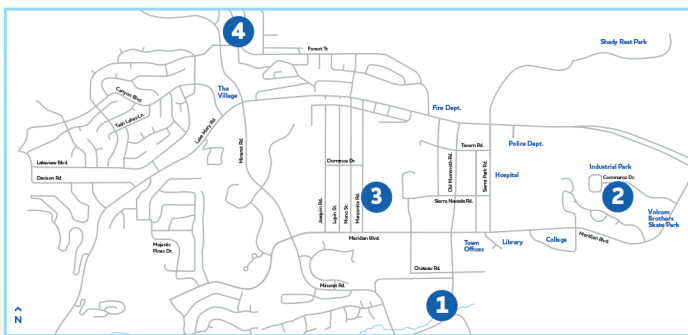 4
Forest Tr.
Shady Rest Park
Canyon Blvd.
The
Village
Twin Lakes Ln.
Fire Dept.
Lake Mary Rd.
Minaret Rd.
Police Dept.
Tavern Rd.
Lakeview Blvd.
Davison Rd.
Dorrance Dr.
Old Mammoth Rd.
Sierra Park Rd.
Hospital
Industrial Park
Commerce Dr.
3
2
Joaquin Rd.
Lupin St.
Mono St.
Manzanita Rd.
Sierra Nevada Rd.
Volcom
Brothers
Skate Park
Majestic
Pines Dr.
Meridian Blvd.
Town
Offices
Library
College
Meridian Blvd.
Chateau Rd.
Minaret Rd.
1
N